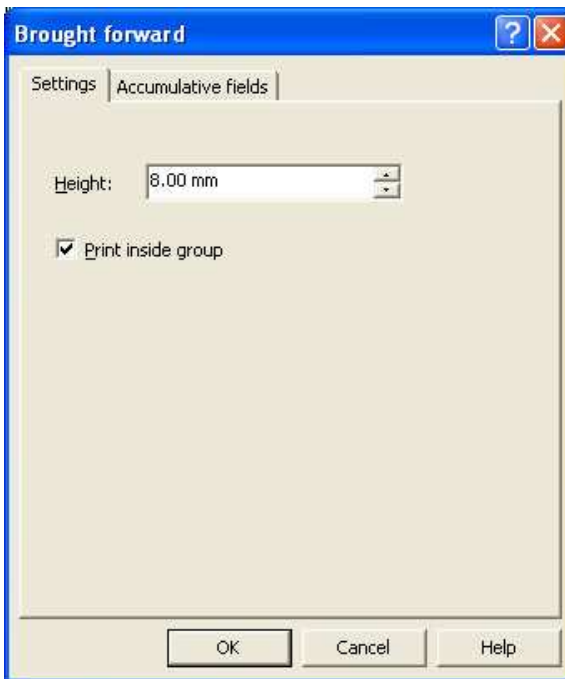 Brought forward
Settings
Accumulative fields
Height:
8.00 mm
Print inside group
OK
Cancel
Help